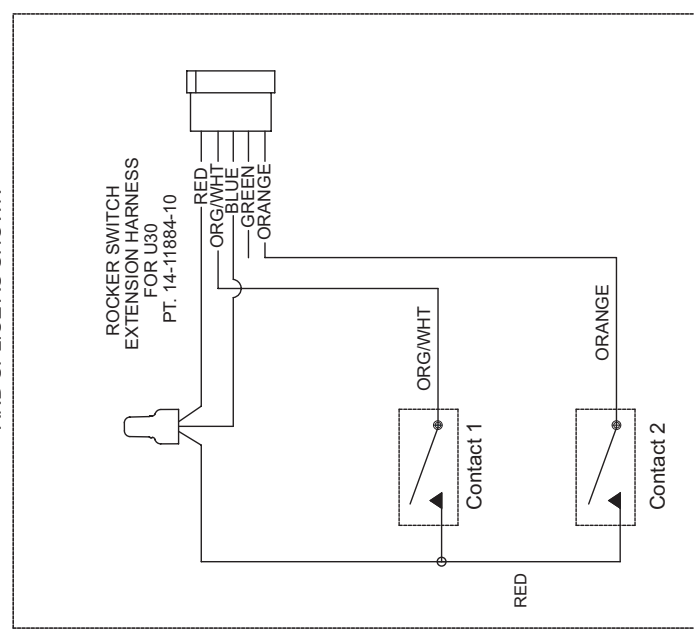 ROCKER SWITCH
EXTENSION HARNESS
FOR U30
PT. 14-11884-10
RED
ORG/WHT
BLUE
GREEN
ORANGE
ORG/WHT
ORANGE
Contact 1
Contact 2
RED